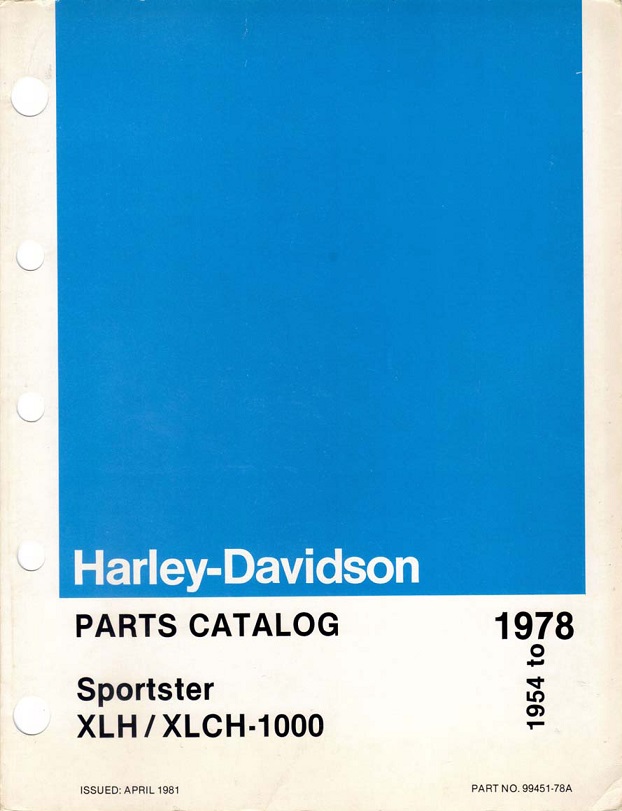 Harley-Davidson
PARTS CATALOG
1954 to 1978
Sportster
XLH / XLCH-1000
ISSUED: APRIL 1981
PART NO. 99451-78A